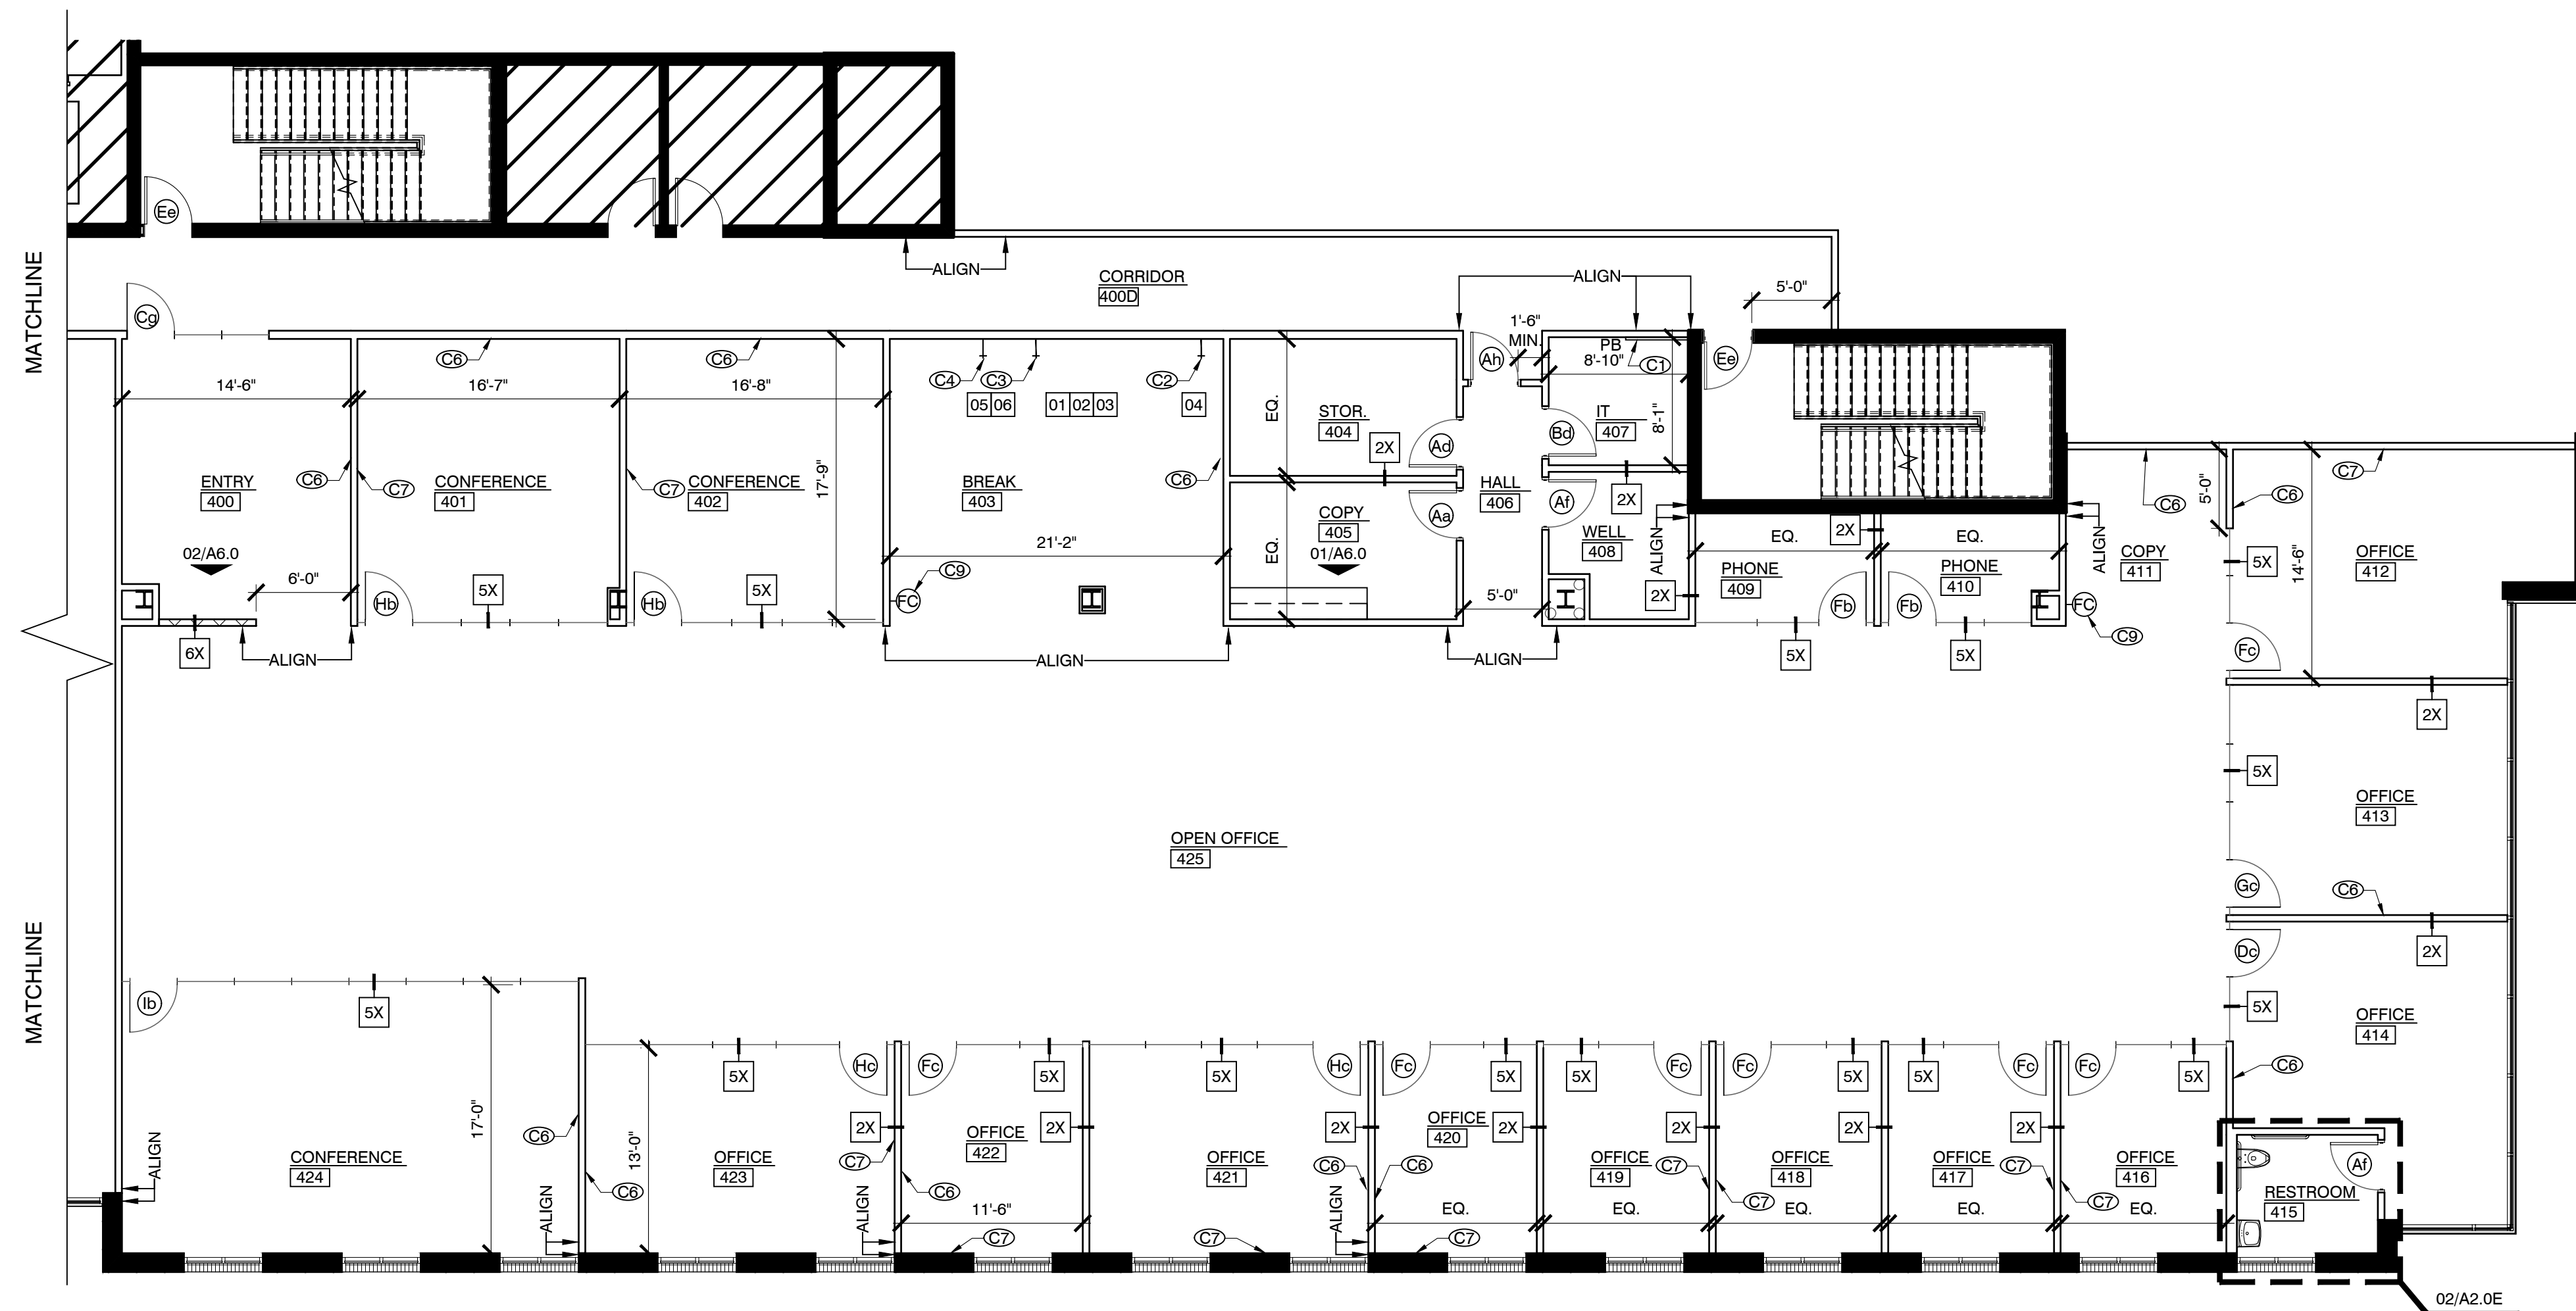 MATCHLINE
MATCHLINE
Ee
Cg
ALIGN
CORRIDOR
400D
ALIGN
5'-0"
1'-6"
MIN.
Ah
PB
8'-10"
C1
Ee
C6
C6
C4
C3
C2
14'-6"
16'-7"
16'-8"
05 06
01 02 03
04
EQ.
STOR.
404
2X
Ad
Bd
IT
407
8'-1"
17'-9"
ENTRY
400
C6
C7
CONFERENCE
401
C7
CONFERENCE
402
BREAK
403
C6
HALL
406
Aa
Af
2X
COPY
405
01/A6.0
EQ.
WELL
408
ALIGN
2X
EQ.
2X
EQ.
PHONE
409
PHONE
410
Fb
Fb
ALIGN
COPY
411
C6
5'-0"
C6
C7
5X
14'-6"
OFFICE
412
02/A6.0
6'-0"
Hb
5X
Hb
5X
21'-2"
C9
FC
5'-0"
FC
C9
6X
ALIGN
ALIGN
ALIGN
5X
5X
Fc
2X
5X
OFFICE
413
OPEN OFFICE
425
Gc
C6
Dc
2X
5X
OFFICE
414
C6
Ib
5X
17'-0"
C6
C6
13'-0"
5X
Hc
Fc
5X
5X
Hc
Fc
5X
5X
Fc
Fc
5X
5X
Fc
Fc
5X
2X
2X
2X
2X
2X
2X
2X
ALIGN
CONFERENCE
424
ALIGN
OFFICE
423
C7
ALIGN
OFFICE
422
C6
11'-6"
C7
OFFICE
421
C7
C6
ALIGN
OFFICE
420
C6
EQ.
C7
OFFICE
419
C7
EQ.
OFFICE
418
C7
EQ.
OFFICE
417
C7
EQ.
OFFICE
416
C7
EQ.
Af
RESTROOM
415
02/A2.0E